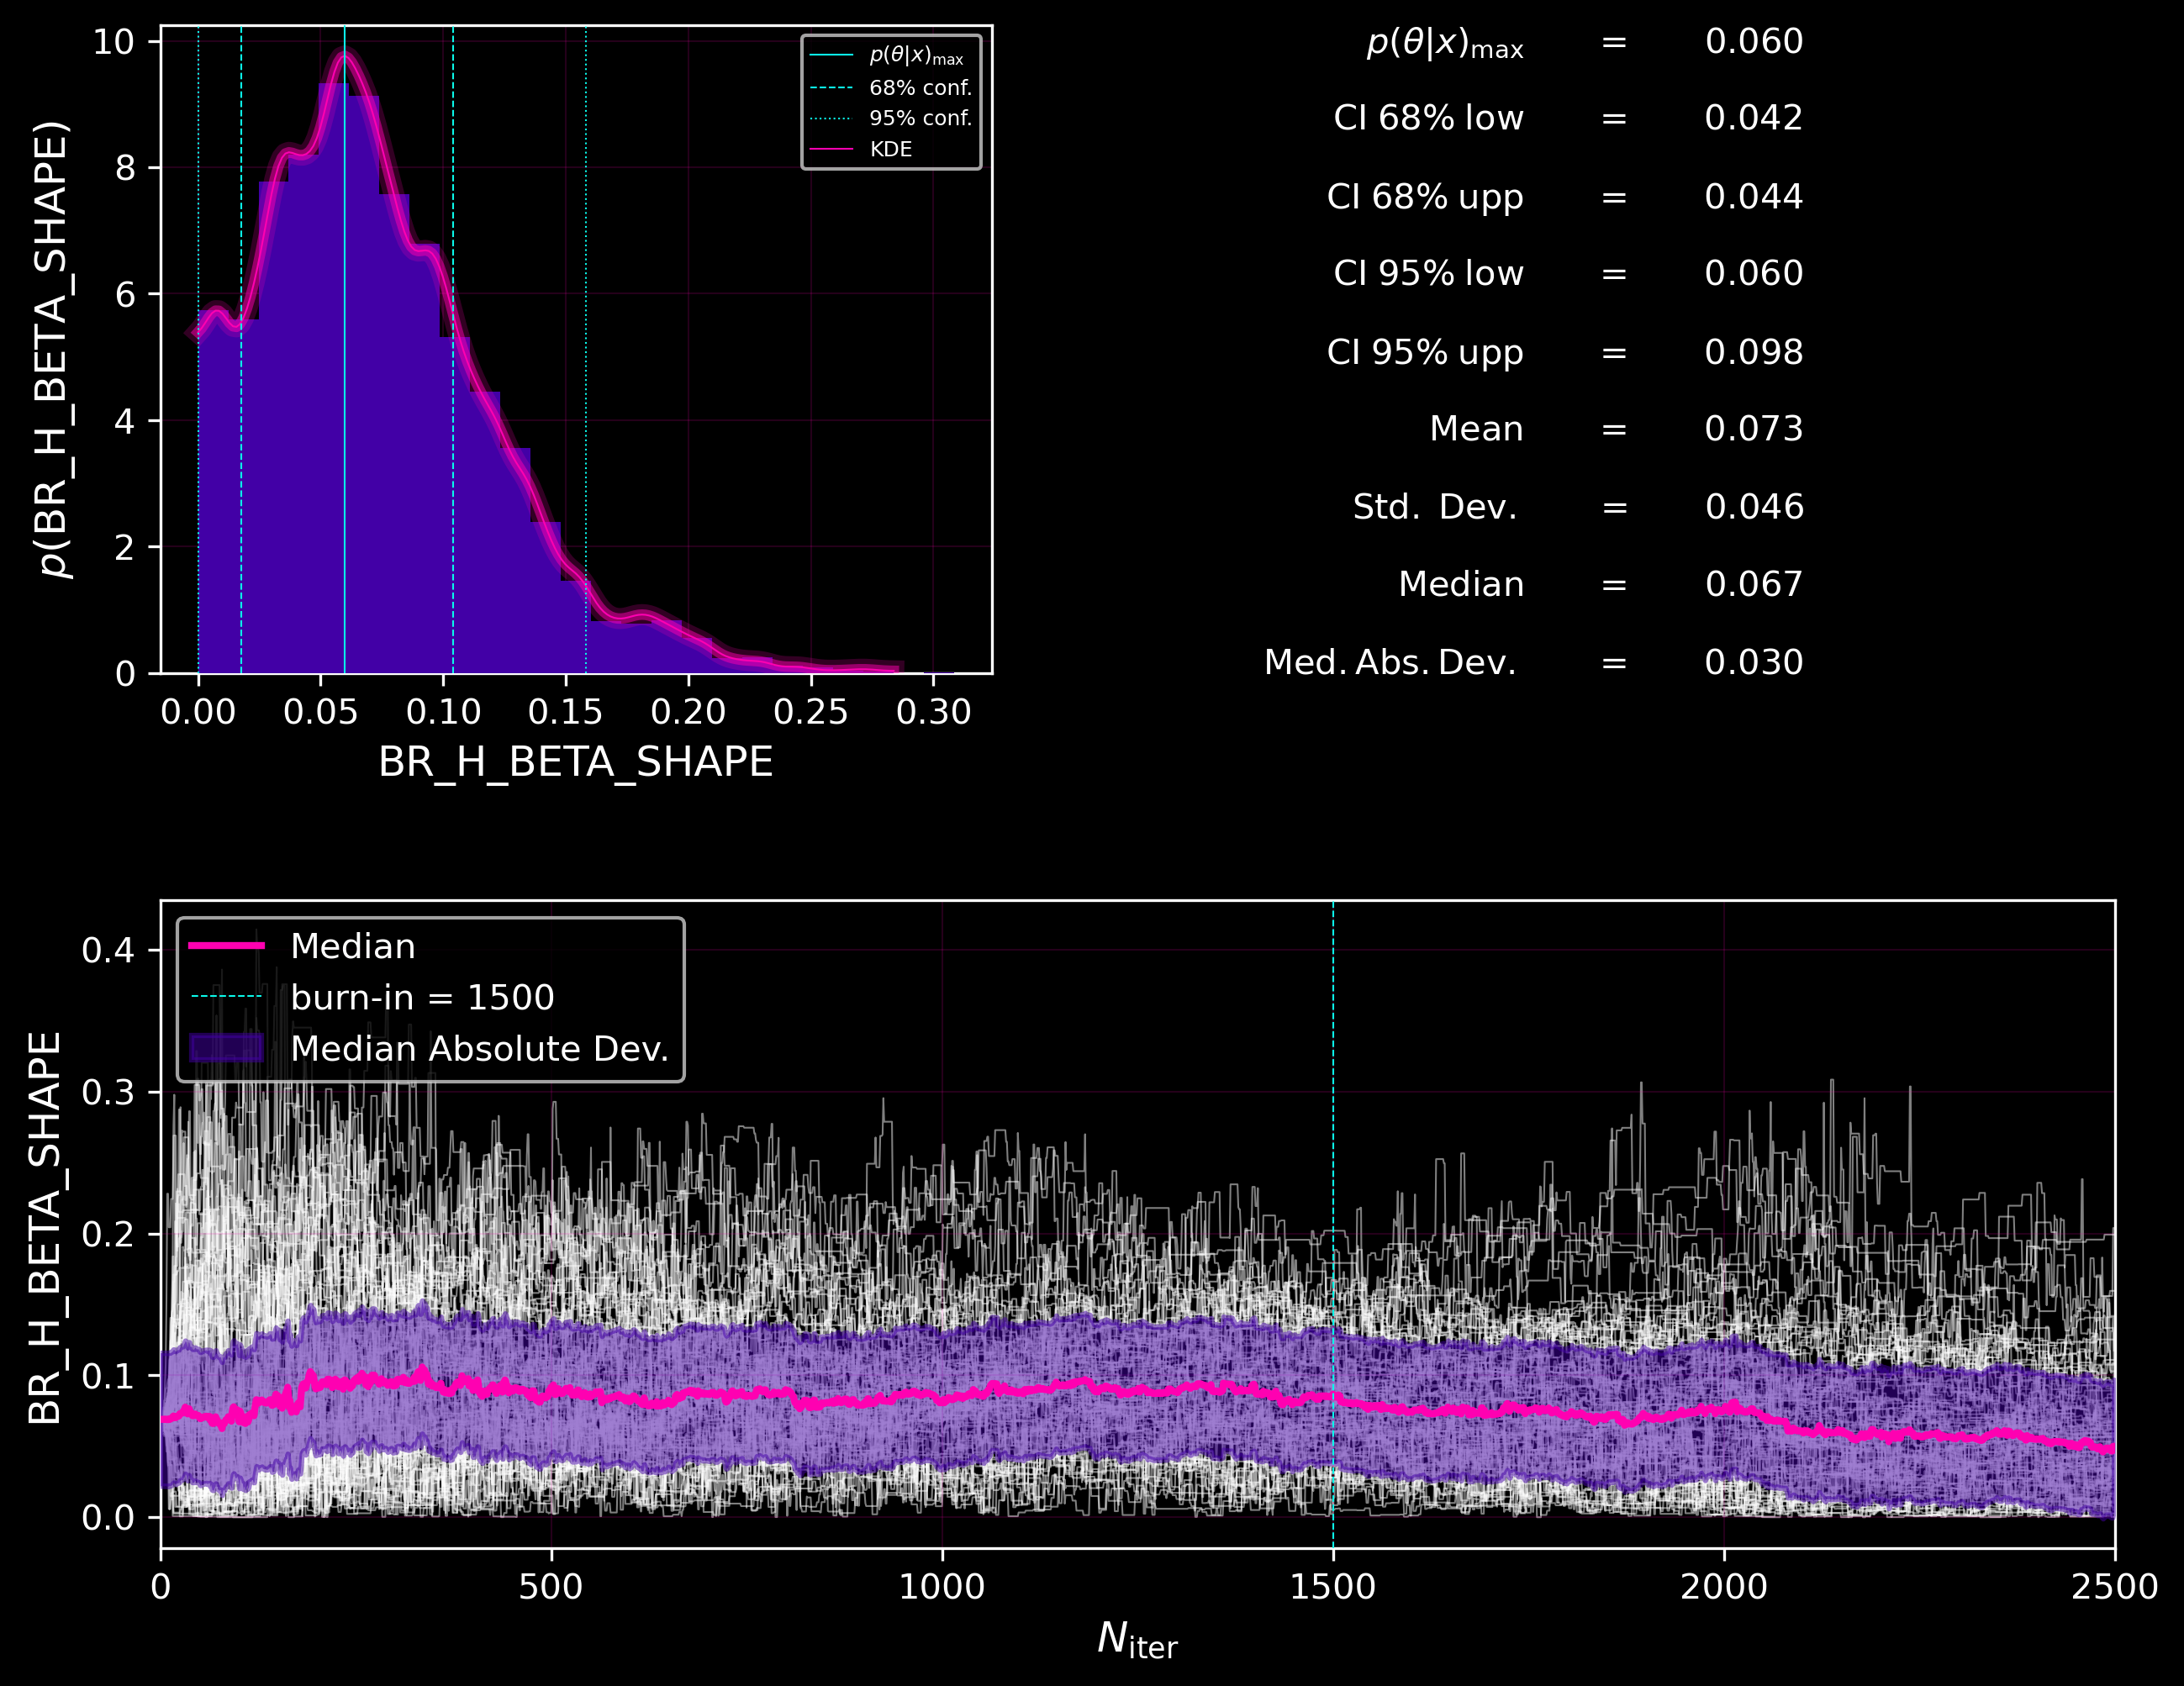 10
8
6
4
2
0
p(BR_H_BETA_SHAPE)
0.00 0.05 0.10 0.15 0.20 0.25 0.30
BR_H_BETA_SHAPE
p(θ|x)max
68% conf.
95% conf.
KDE
p(θ|x)max = 0.060
CI 68% low = 0.042
CI 68% upp = 0.044
CI 95% low = 0.060
CI 95% upp = 0.098
Mean = 0.073
Std. Dev. = 0.046
Median = 0.067
Med. Abs. Dev. = 0.030
0.4
0.3
0.2
0.1
0.0
BR_H_BETA_SHAPE
Median
burn-in = 1500
Median Absolute Dev.
0 500 1000 1500 2000 2500
Niter